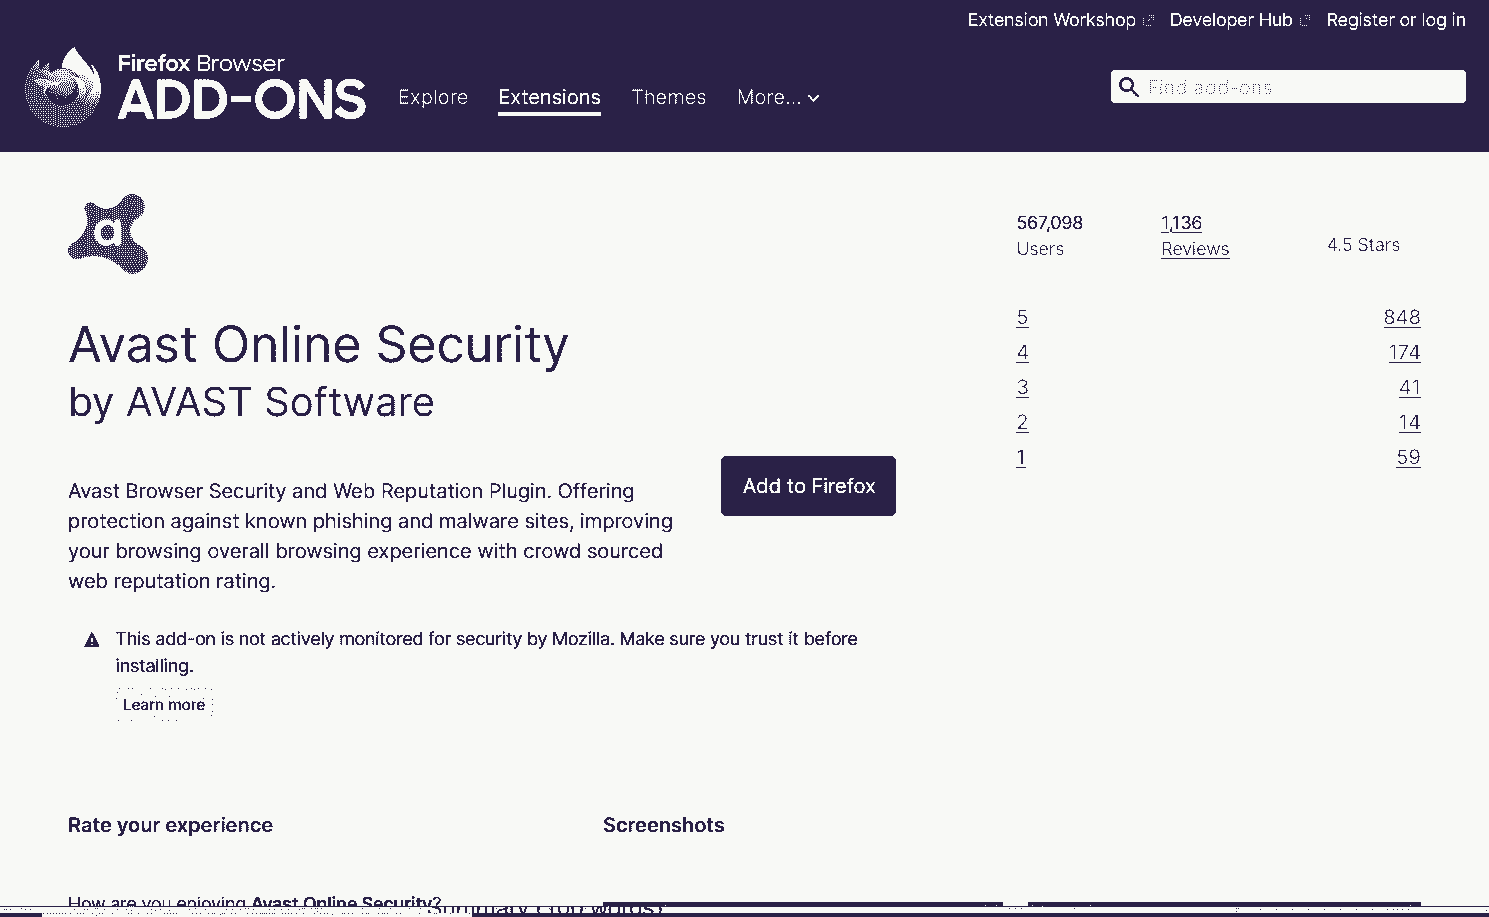 Extension Workshop Developer Hub Register or log in
Firefox Browser
ADD-ONS
Explore Extensions Themes More...
Find add-ons
a
567,098 1,136
Users Reviews 4.5 Stars
Avast Online Security
by AVAST Software
5 848
4 174
3 41
2 14
1 59
Avast Browser Security and Web Reputation Plugin. Offering
protection against known phishing and malware sites, improving
your browsing overall browsing experience with crowd sourced
web reputation rating.
Add to Firefox
This add-on is not actively monitored for security by Mozilla. Make sure you trust it before
installing.
Learn more
Rate your experience Screenshots
How are you enjoying Avast Online Security?